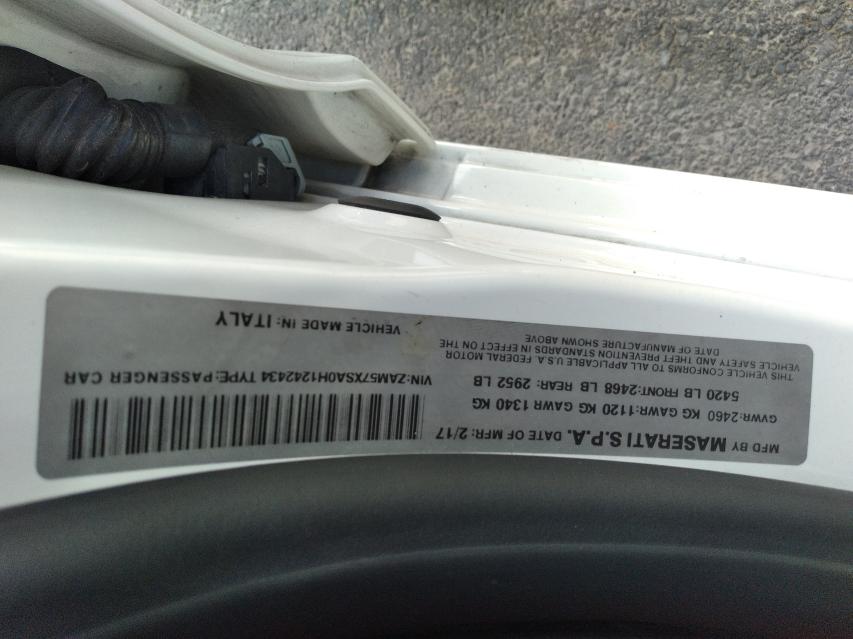 MFD BY MASERATI S.P.A. DATE OF MFR: 2/17
GVWR:2460 KG GAWR:1120 KG GAWR 1340 KG
5420 LB FRONT:2468 LB REAR: 2952 LB
THIS VEHICLE CONFORMS TO ALL APPLICABLE U.S.A. FEDERAL MOTOR
VEHICLE SAFETY AND THEFT PREVENTION STANDARDS IN EFFECT ON THE
DATE OF MANUFACTURE SHOWN ABOVE
VIN:ZAM57XSA0H1242434 TYPE:PASSENGER CAR
VEHICLE MADE IN: ITALY